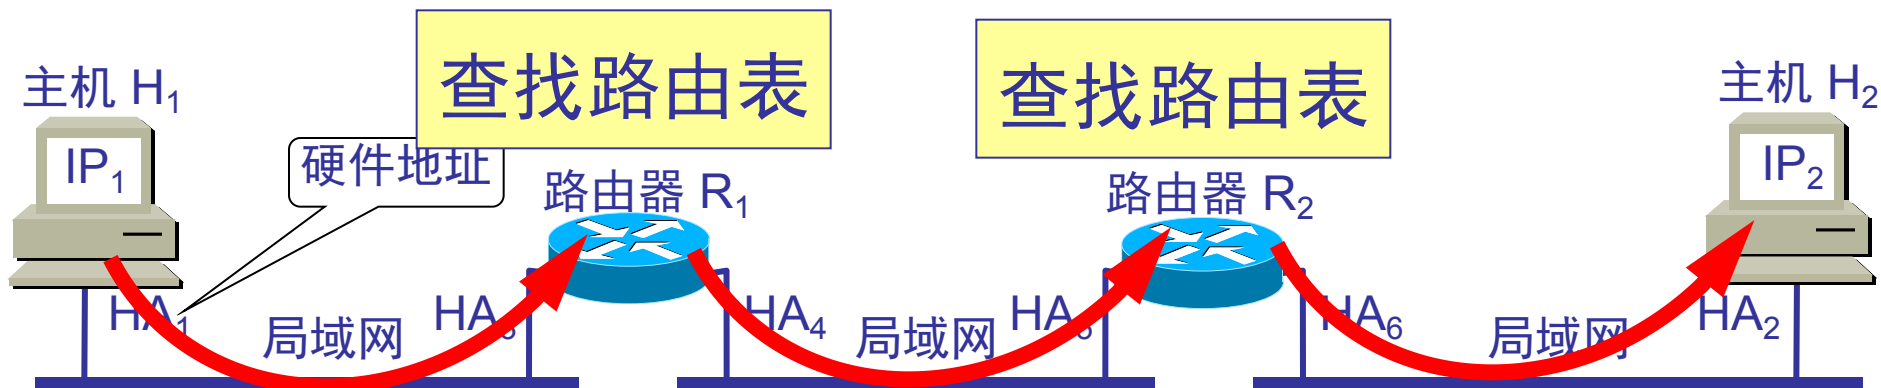 查找路由表
查找路由表
主机 H₁
主机 H₂
IP₁
硬件地址
IP₂
路由器 R₁
路由器 R₂
HA₁
局域网
HA₃
HA₄
局域网
HA₅
HA₆
局域网
HA₂